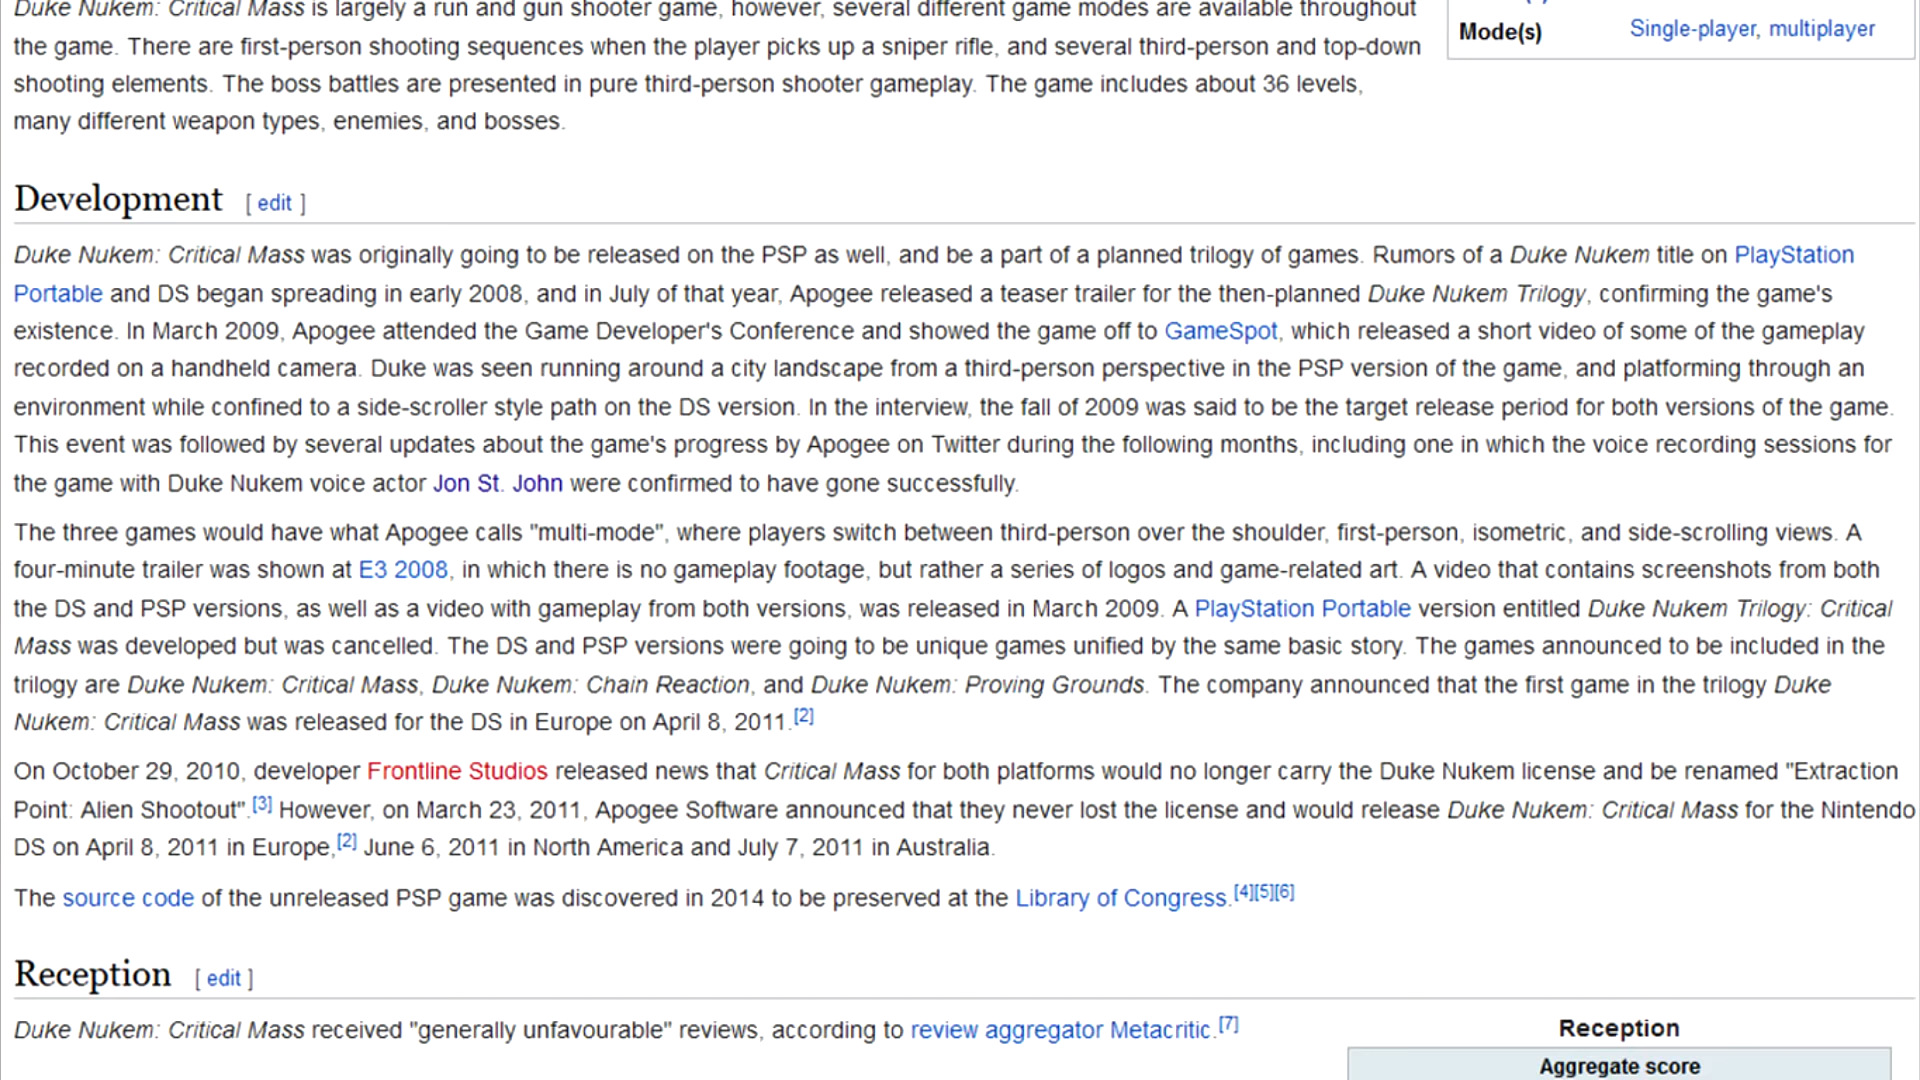 Duke Nukem: Critical Mass is largely a run and gun shooter game, however, several different game modes are available throughout
the game. There are first-person shooting sequences when the player picks up a sniper rifle, and several third-person and top-down
shooting elements. The boss battles are presented in pure third-person shooter gameplay. The game includes about 36 levels,
many different weapon types, enemies, and bosses.
Mode(s) Single-player, multiplayer
Development [ edit ]
Duke Nukem: Critical Mass was originally going to be released on the PSP as well, and be a part of a planned trilogy of games. Rumors of a Duke Nukem title on PlayStation
Portable and DS began spreading in early 2008, and in July of that year, Apogee released a teaser trailer for the then-planned Duke Nukem Trilogy, confirming the game's
existence. In March 2009, Apogee attended the Game Developer's Conference and showed the game off to GameSpot, which released a short video of some of the gameplay
recorded on a handheld camera. Duke was seen running around a city landscape from a third-person perspective in the PSP version of the game, and platforming through an
environment while confined to a side-scroller style path on the DS version. In the interview, the fall of 2009 was said to be the target release period for both versions of the game.
This event was followed by several updates about the game's progress by Apogee on Twitter during the following months, including one in which the voice recording sessions for
the game with Duke Nukem voice actor Jon St. John were confirmed to have gone successfully.
The three games would have what Apogee calls "multi-mode", where players switch between third-person over the shoulder, first-person, isometric, and side-scrolling views. A
four-minute trailer was shown at E3 2008, in which there is no gameplay footage, but rather a series of logos and game-related art. A video that contains screenshots from both
the DS and PSP versions, as well as a video with gameplay from both versions, was released in March 2009. A PlayStation Portable version entitled Duke Nukem Trilogy: Critical
Mass was developed but was cancelled. The DS and PSP versions were going to be unique games unified by the same basic story. The games announced to be included in the
trilogy are Duke Nukem: Critical Mass, Duke Nukem: Chain Reaction, and Duke Nukem: Proving Grounds. The company announced that the first game in the trilogy Duke
Nukem: Critical Mass was released for the DS in Europe on April 8, 2011.[2]
On October 29, 2010, developer Frontline Studios released news that Critical Mass for both platforms would no longer carry the Duke Nukem license and be renamed "Extraction
Point: Alien Shootout".[3] However, on March 23, 2011, Apogee Software announced that they never lost the license and would release Duke Nukem: Critical Mass for the Nintendo
DS on April 8, 2011 in Europe,[2] June 6, 2011 in North America and July 7, 2011 in Australia.
The source code of the unreleased PSP game was discovered in 2014 to be preserved at the Library of Congress.[4][5][6]
Reception [ edit ]
Duke Nukem: Critical Mass received "generally unfavourable" reviews, according to review aggregator Metacritic.[7]
Reception
Aggregate score